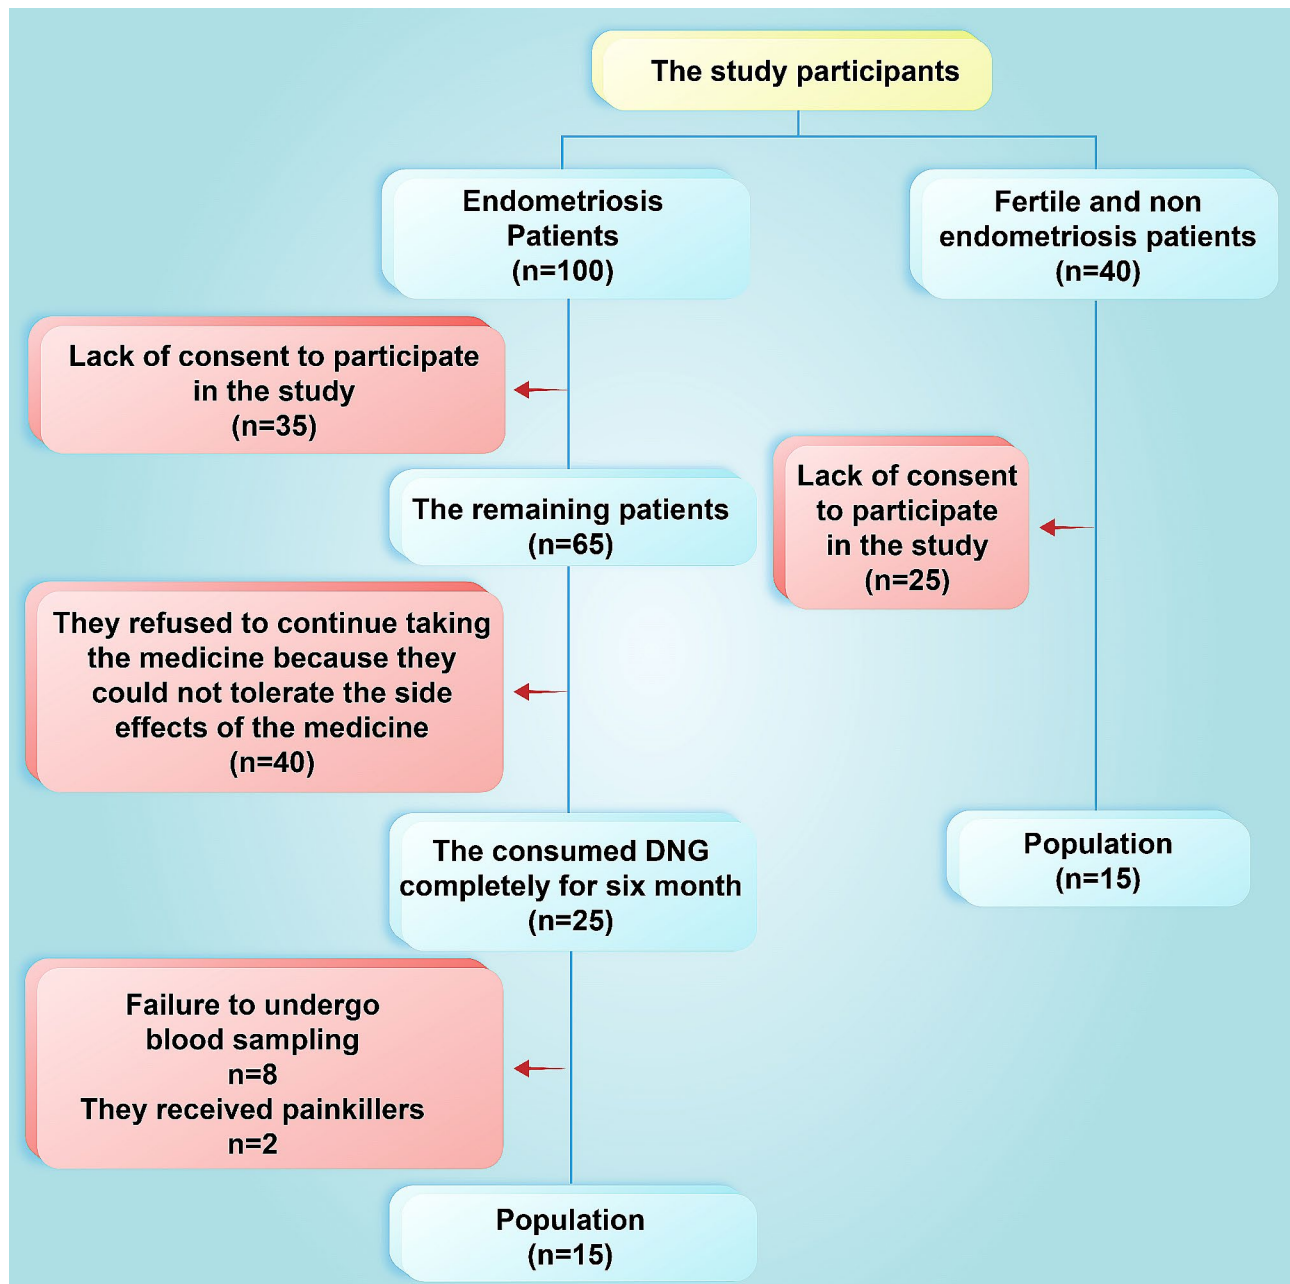 The study participants
Endometriosis
Patients
(n=100)
Fertile and non
endometriosis patients
(n=40)
Lack of consent to participate
in the study
(n=35)
The remaining patients
(n=65)
Lack of consent
to participate
in the study
(n=25)
They refused to continue taking
the medicine because they
could not tolerate the side
effects of the medicine
(n=40)
The consumed DNG
completely for six month
(n=25)
Population
(n=15)
Failure to undergo
blood sampling
n=8
They received painkillers
n=2
Population
(n=15)